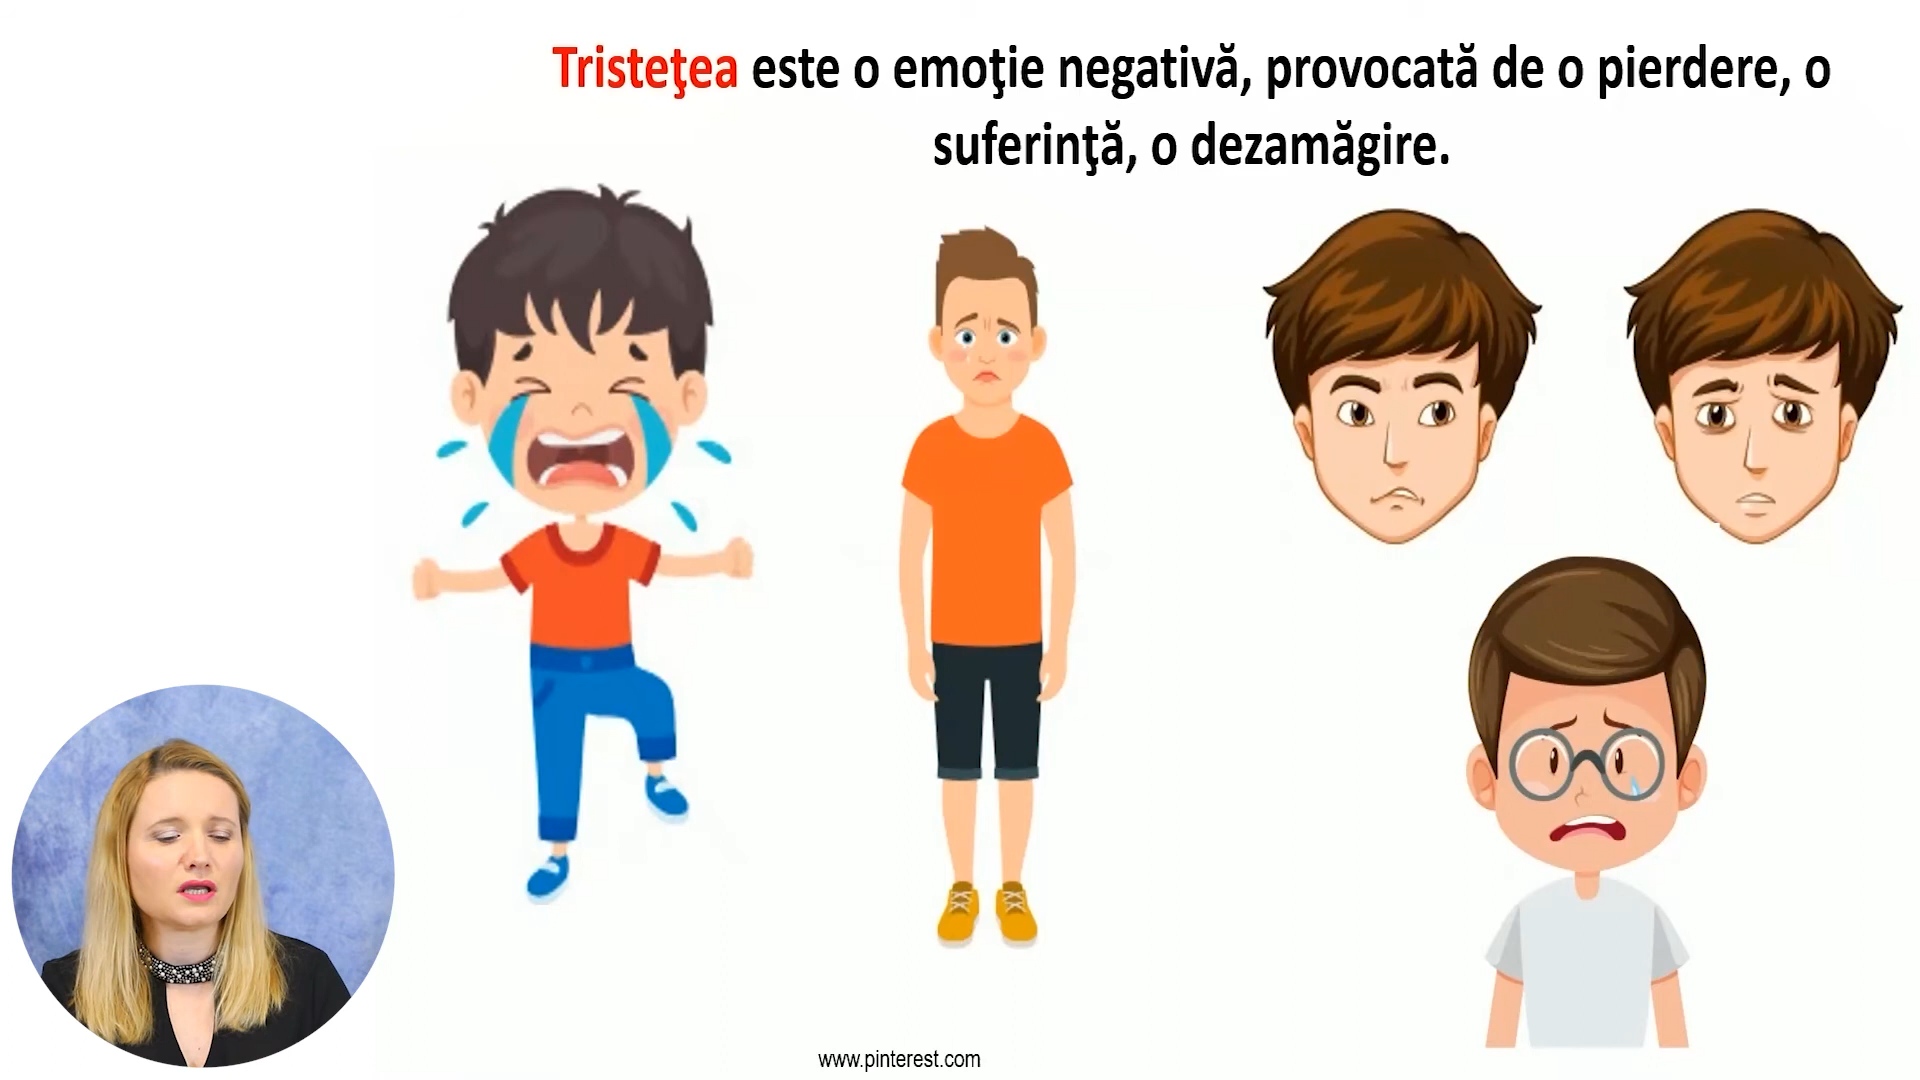 Tristeţea este o emoţie negativă, provocată de o pierdere, o
suferinţă, o dezamăgire.
www.pinterest.com